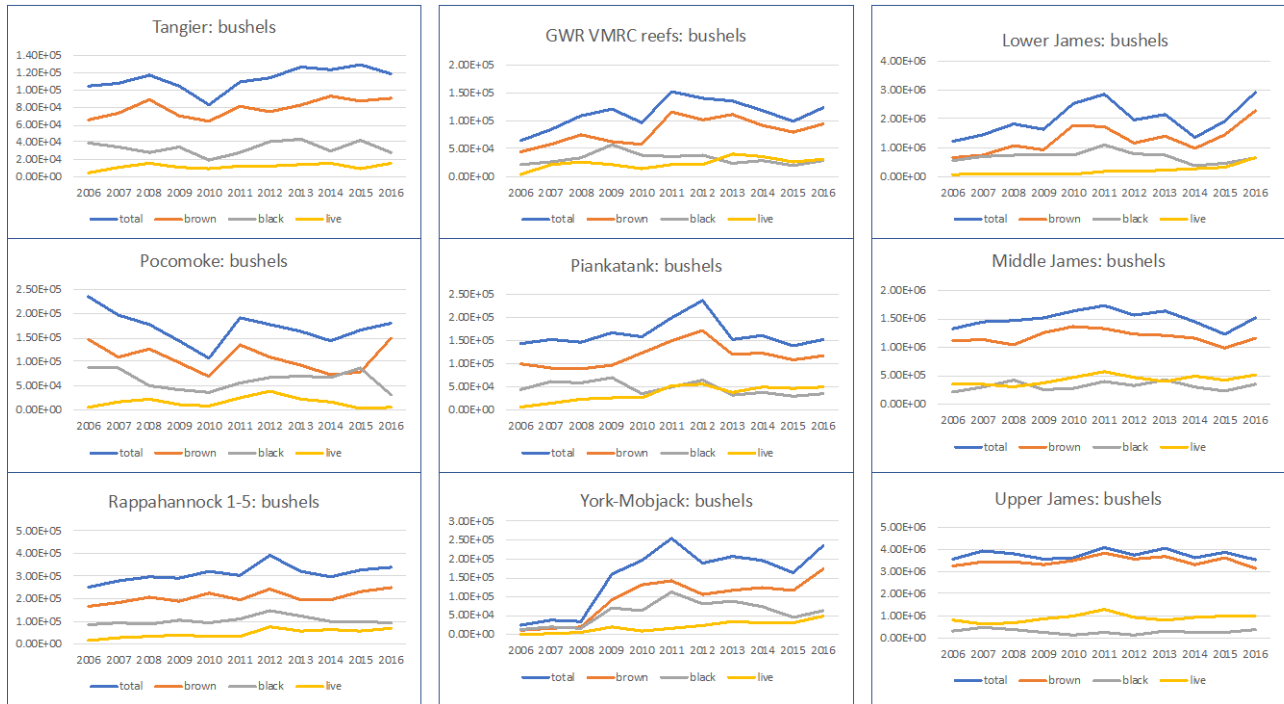 Tangier: bushels
1.40E+05
1.20E+05
1.00E+05
8.00E+04
6.00E+04
4.00E+04
2.00E+04
0.00E+00
2006 2007 2008 2009 2010 2011 2012 2013 2014 2015 2016
total brown black live
GWR VMRC reefs: bushels
2.00E+05
1.50E+05
1.00E+05
5.00E+04
0.00E+00
2006 2007 2008 2009 2010 2011 2012 2013 2014 2015 2016
total brown black live
Lower James: bushels
4.00E+06
3.00E+06
2.00E+06
1.00E+06
0.00E+00
2006 2007 2008 2009 2010 2011 2012 2013 2014 2015 2016
total brown black live
Pocomoke: bushels
2.50E+05
2.00E+05
1.50E+05
1.00E+05
5.00E+04
0.00E+00
2006 2007 2008 2009 2010 2011 2012 2013 2014 2015 2016
total brown black live
Piankatank: bushels
2.50E+05
2.00E+05
1.50E+05
1.00E+05
5.00E+04
0.00E+00
2006 2007 2008 2009 2010 2011 2012 2013 2014 2015 2016
total brown black live
Middle James: bushels
2.00E+06
1.50E+06
1.00E+06
5.00E+05
0.00E+00
2006 2007 2008 2009 2010 2011 2012 2013 2014 2015 2016
total brown black live
Rappahannock 1-5: bushels
5.00E+05
4.00E+05
3.00E+05
2.00E+05
1.00E+05
0.00E+00
2006 2007 2008 2009 2010 2011 2012 2013 2014 2015 2016
total brown black live
York-Mobjack: bushels
3.00E+05
2.50E+05
2.00E+05
1.50E+05
1.00E+05
5.00E+04
0.00E+00
2006 2007 2008 2009 2010 2011 2012 2013 2014 2015 2016
total brown black live
Upper James: bushels
5.00E+06
4.00E+06
3.00E+06
2.00E+06
1.00E+06
0.00E+00
2006 2007 2008 2009 2010 2011 2012 2013 2014 2015 2016
total brown black live